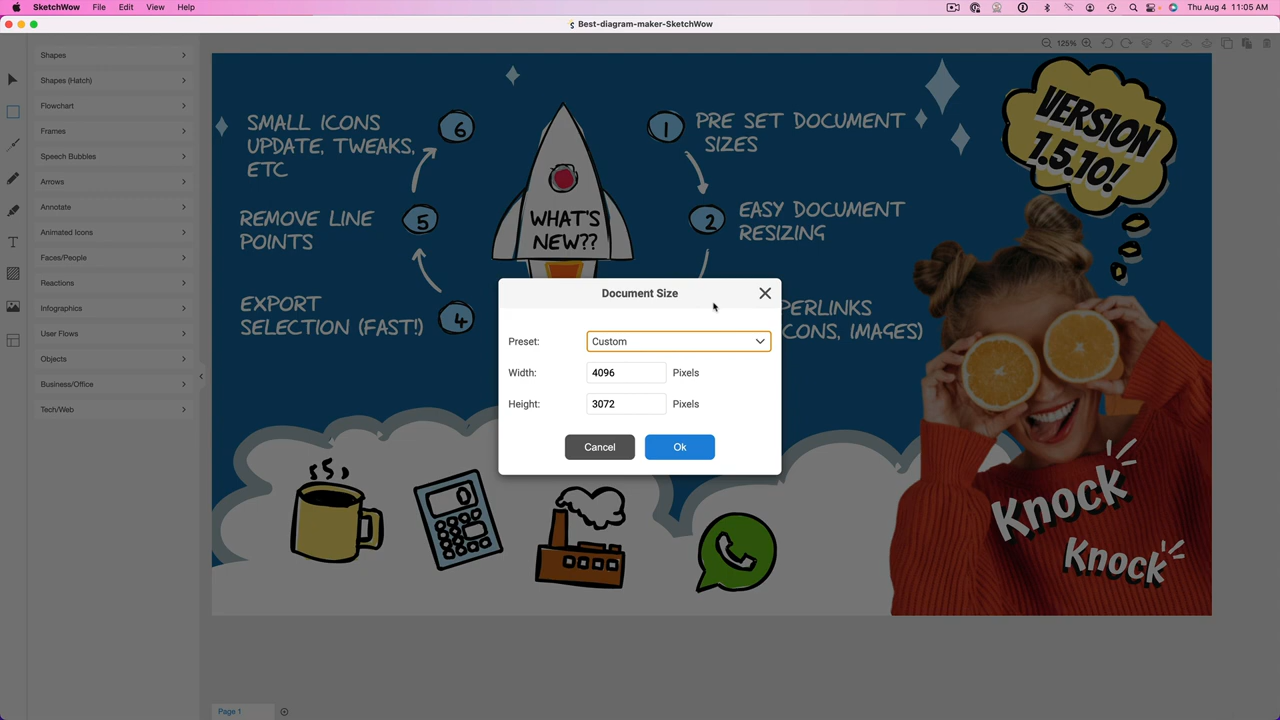 SketchWow File Edit View Help
Thu Aug 4 11:05 AM
Best-diagram-maker-SketchWow
125%
Shapes
Shapes (Hatch)
Flowchart
Frames
Speech Bubbles
Arrows
Annotate
Animated Icons
Faces/People
Reactions
Infographics
User Flows
Objects
Business/Office
Tech/Web
SMALL ICONS
UPDATE, TWEAKS,
ETC
6
REMOVE LINE
POINTS
5
EXPORT
SELECTION (FAST!)
4
WHAT'S
NEW??
1
PRE SET DOCUMENT
SIZES
2
EASY DOCUMENT
RESIZING
PERLINKS
CONS, IMAGES)
VERSION
1.5.10!
Document Size
Preset: Custom
Width: 4096 Pixels
Height: 3072 Pixels
Cancel Ok
0
Knock
Knock
Page 1